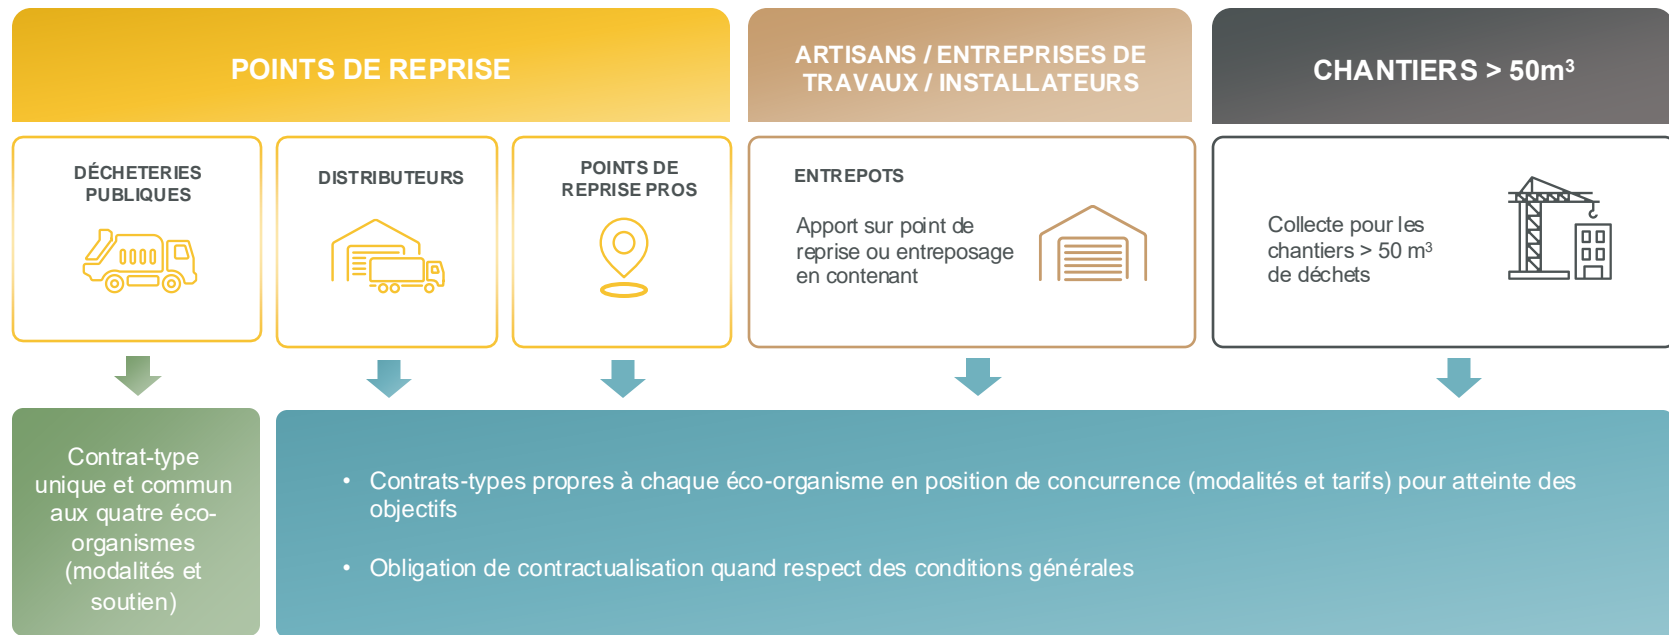 POINTS DE REPRISE
ARTISANS / ENTREPRISES DE
TRAVAUX / INSTALLATEURS
CHANTIERS > 50m³
DÉCHETERIES
PUBLIQUES
DISTRIBUTEURS
POINTS DE
REPRISE PROS
ENTREPOTS
Apport sur point de
reprise ou entreposage
en contenant
Collecte pour les
chantiers > 50 m³
de déchets
Contrat-type
unique et commun
aux quatre éco-
organismes
(modalités et
soutien)
• Contrats-types propres à chaque éco-organisme en position de concurrence (modalités et tarifs) pour atteinte des
objectifs
• Obligation de contractualisation quand respect des conditions générales